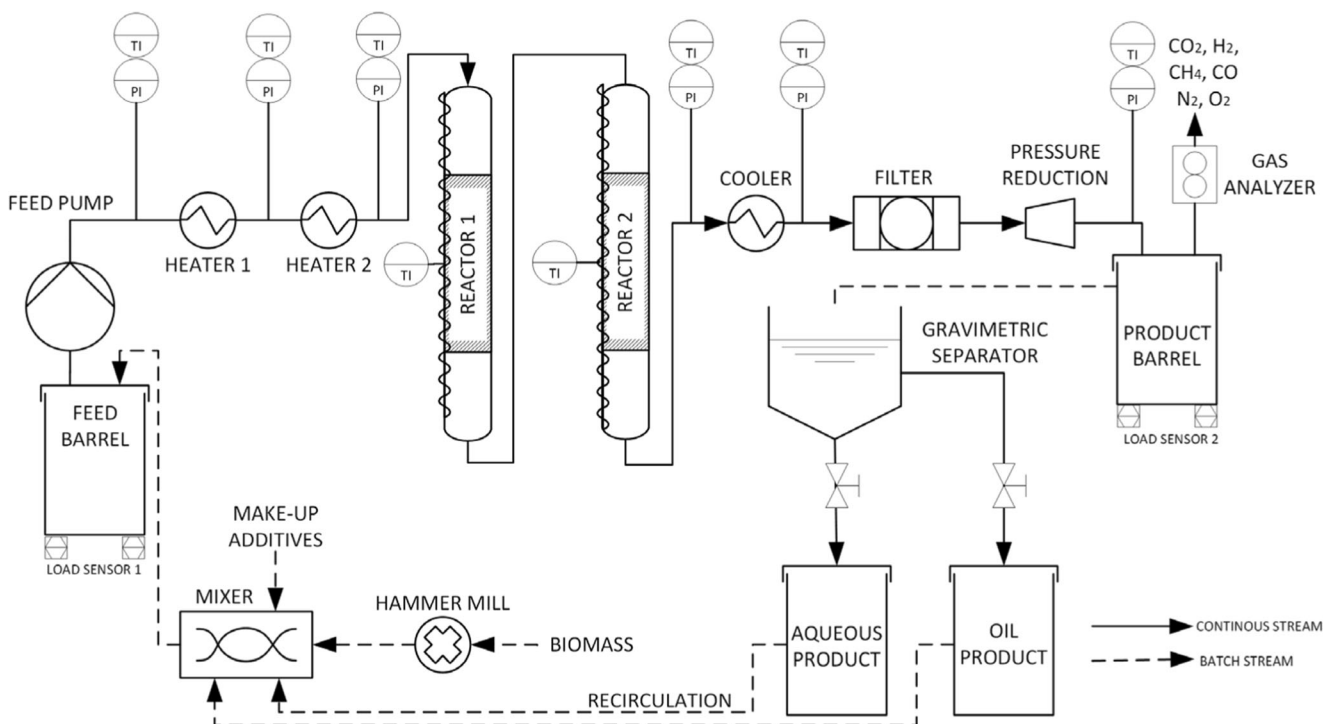 TI
PI
TI
PI
TI
PI
TI
PI
TI
PI
TI
PI
CO2, H2,
CH4, CO
N2, O2
FEED PUMP
HEATER 1
HEATER 2
TI
REACTOR 1
TI
REACTOR 2
COOLER
FILTER
PRESSURE
REDUCTION
GAS
ANALYZER
FEED
BARREL
LOAD SENSOR 1
GRAVIMETRIC
SEPARATOR
PRODUCT
BARREL
LOAD SENSOR 2
MAKE-UP
ADDITIVES
MIXER
HAMMER MILL
BIOMASS
RECIRCULATION
AQUEOUS
PRODUCT
OIL
PRODUCT
CONTINOUS STREAM
BATCH STREAM